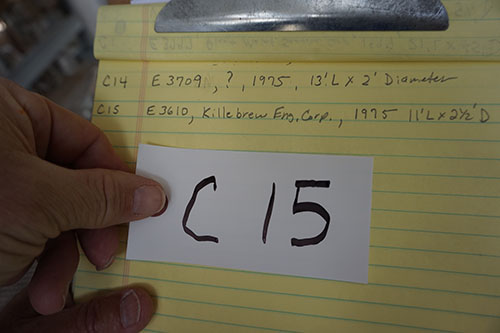 C14 E3709, ?, 1975, 13'L x 2' Diameter
C15 E3610, Killebrew Eng. Corp., 1975 11'L x 2½' D
C 15